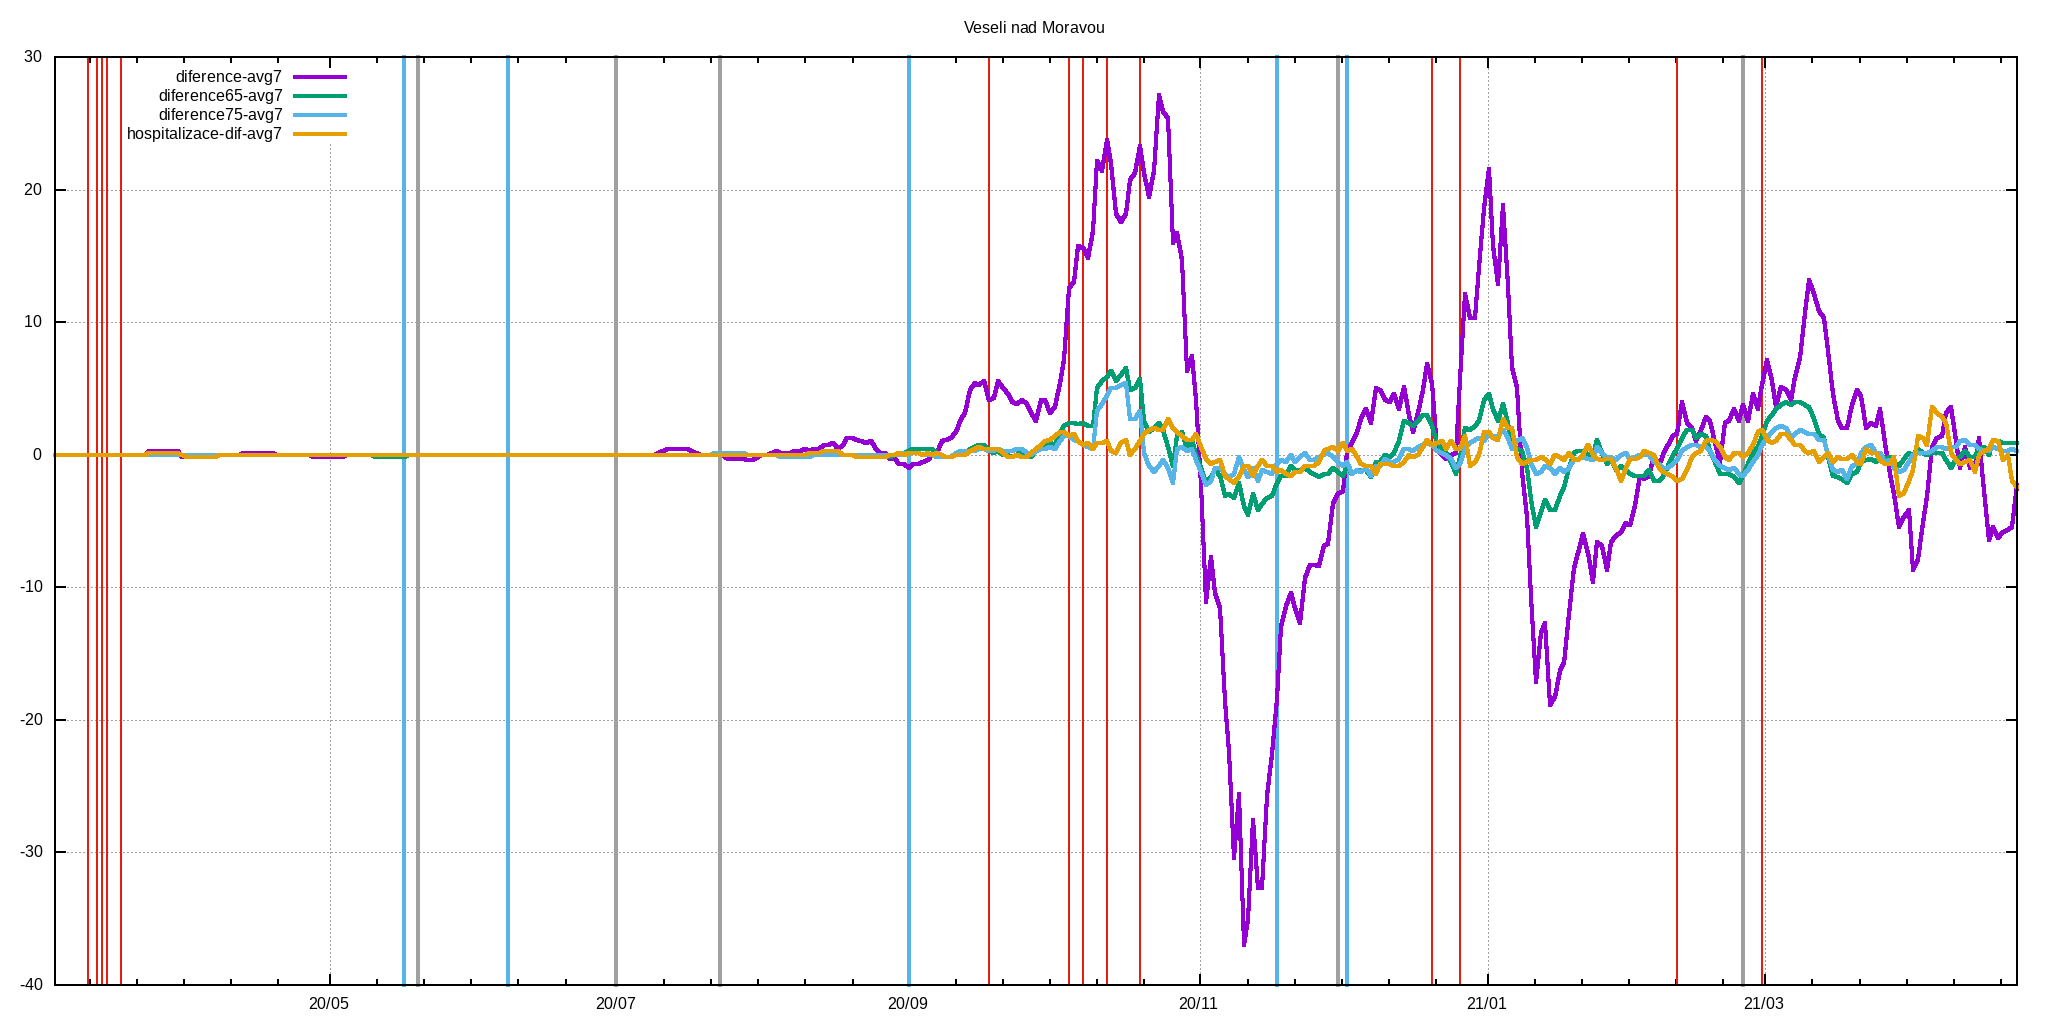 Veseli nad Moravou
30
diference-avg7
diference65-avg7
diference75-avg7
hospitalizace-dif-avg7
20
10
0
-10
-20
-30
-40
20/05 20/07 20/09 20/11 21/01 21/03